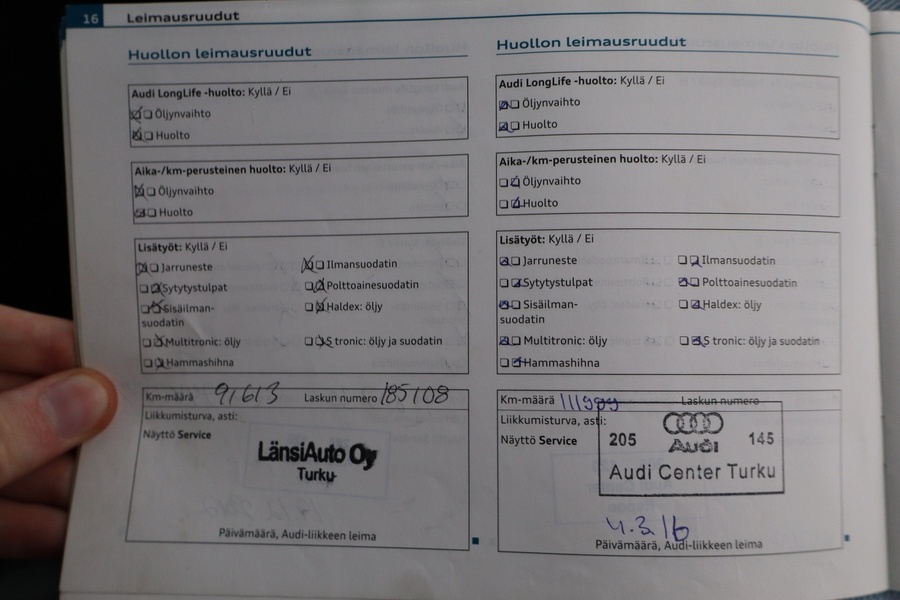 16 Leimausruudut
Huollon leimausruudut
Audi LongLife -huolto: Kyllä / Ei
Öljynvaihto
Huolto
Aika-/km-perusteinen huolto: Kyllä / Ei
Öljynvaihto
Huolto
Lisätyöt: Kyllä / Ei
Jarruneste
Ilmansuodatin
Sytytystulpat
Polttoainesuodatin
Sisäilman-
suodatin
Haldex: öljy
Multitronic: öljy
S tronic: öljy ja suodatin
Hammashihna
Km-määrä 91613 Laskun numero 185108
Liikkumisturva, asti:
Näyttö Service
LänsiAuto Oy
Turku
Päivämäärä, Audi-liikkeen leima
Huollon leimausruudut
Audi LongLife -huolto: Kyllä / Ei
Öljynvaihto
Huolto
Aika-/km-perusteinen huolto: Kyllä / Ei
Öljynvaihto
Huolto
Lisätyöt: Kyllä / Ei
Jarruneste
Ilmansuodatin
Sytytystulpat
Polttoainesuodatin
Sisäilman-
suodatin
Haldex: öljy
Multitronic: öljy
S tronic: öljy ja suodatin
Hammashihna
Km-määrä Laskun numero
Liikkumisturva, asti:
Näyttö Service
205 Audi 145
Audi Center Turku
4.3.16
Päivämäärä, Audi-liikkeen leima